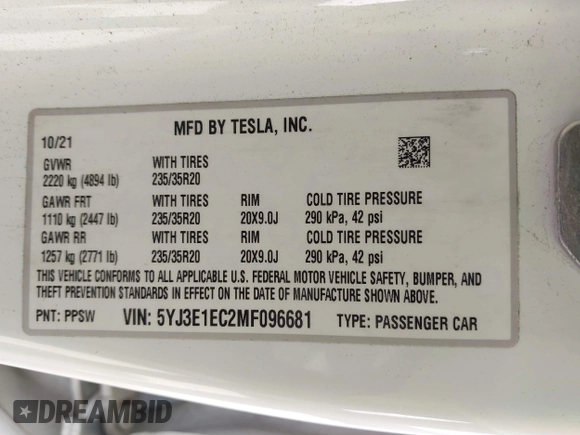 MFD BY TESLA, INC.
10/21
GVWR WITH TIRES
2220 kg (4894 lb) 235/35R20
GAWR FRT WITH TIRES RIM COLD TIRE PRESSURE
1110 kg (2447 lb) 235/35R20 20X9.0J 290 kPa, 42 psi
GAWR RR WITH TIRES RIM COLD TIRE PRESSURE
1257 kg (2771 lb) 235/35R20 20X9.0J 290 kPa, 42 psi
THIS VEHICLE CONFORMS TO ALL APPLICABLE U.S. FEDERAL MOTOR VEHICLE SAFETY, BUMPER, AND
THEFT PREVENTION STANDARDS IN EFFECT ON THE DATE OF MANUFACTURE SHOWN ABOVE.
PNT: PPSW VIN: 5YJ3E1EC2MF096681 TYPE: PASSENGER CAR
DREAMBID